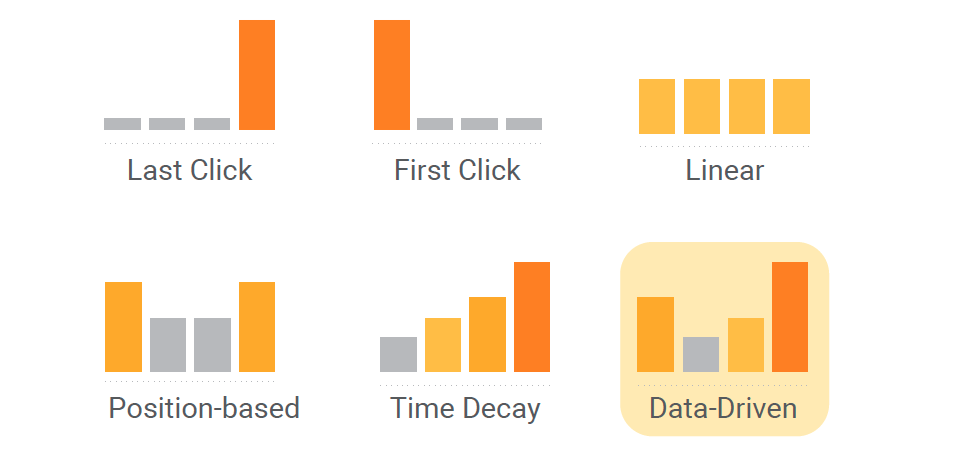 Last Click
First Click
Linear
Position-based
Time Decay
Data-Driven